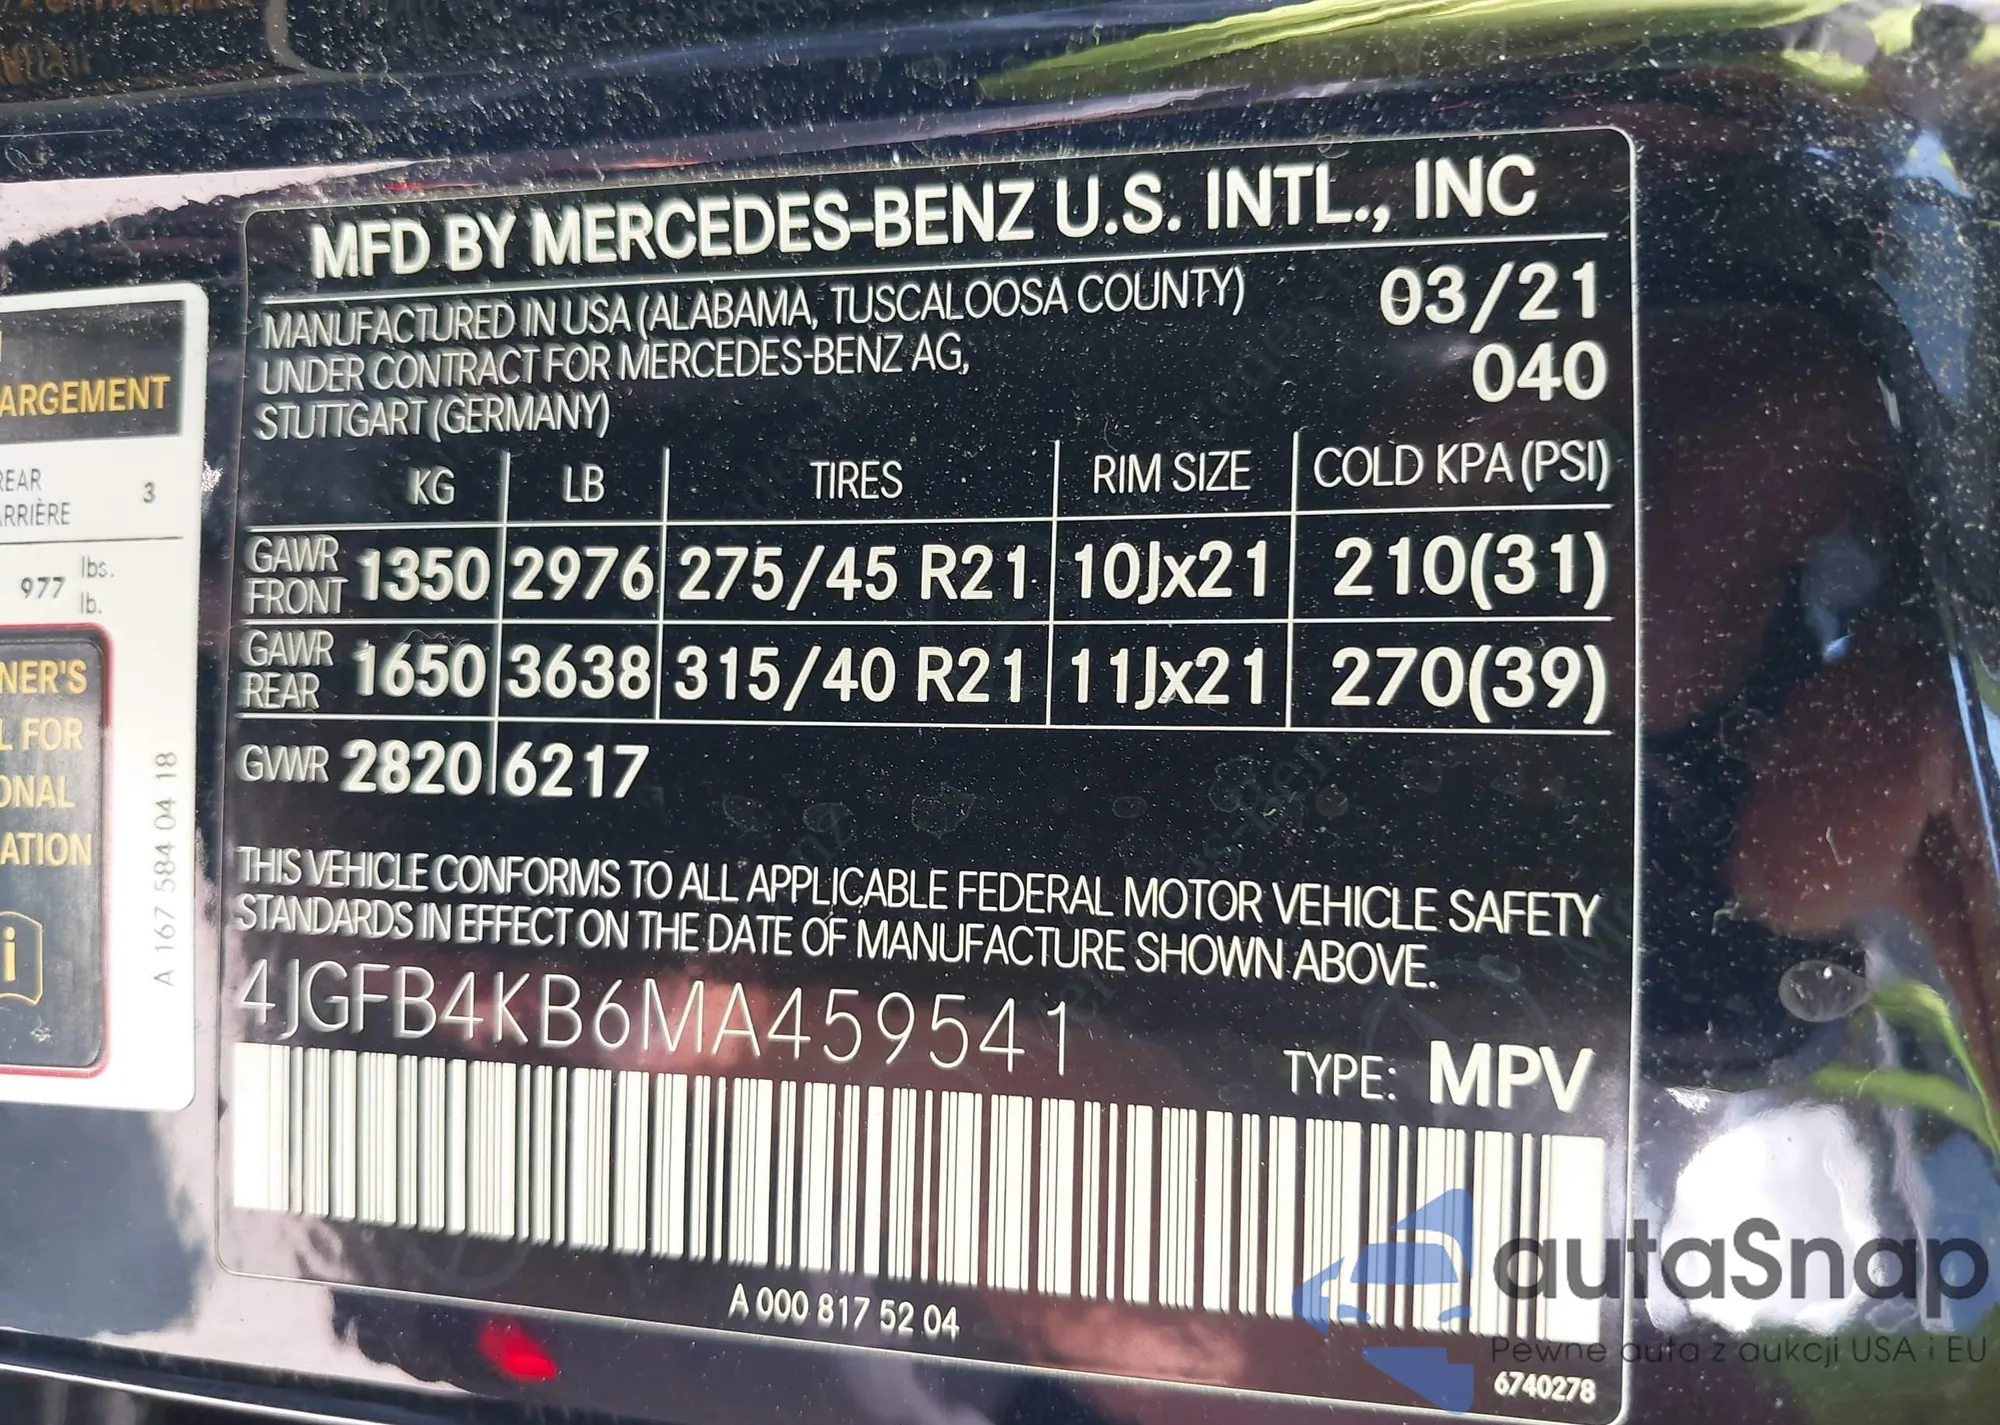 ARGEMENT
REAR
ARRIÈRE
3
977 lbs.
lb.
NER'S
L FOR
ONAL
ATION
i
A 167 584 04 18
MFD BY MERCEDES-BENZ U.S. INTL., INC
MANUFACTURED IN USA (ALABAMA, TUSCALOOSA COUNTY) 03/21
UNDER CONTRACT FOR MERCEDES-BENZ AG, 040
STUTTGART (GERMANY)
KG LB TIRES RIM SIZE COLD KPA (PSI)
GAWR FRONT 1350 2976 275/45 R21 10Jx21 210(31)
GAWR REAR 1650 3638 315/40 R21 11Jx21 270(39)
GVWR 2820 6217
THIS VEHICLE CONFORMS TO ALL APPLICABLE FEDERAL MOTOR VEHICLE SAFETY
STANDARDS IN EFFECT ON THE DATE OF MANUFACTURE SHOWN ABOVE.
4JGFB4KB6MA459541
TYPE: MPV
A 000 817 52 04
6740278
autaSnap
Pewne auta z aukcji USA i EU